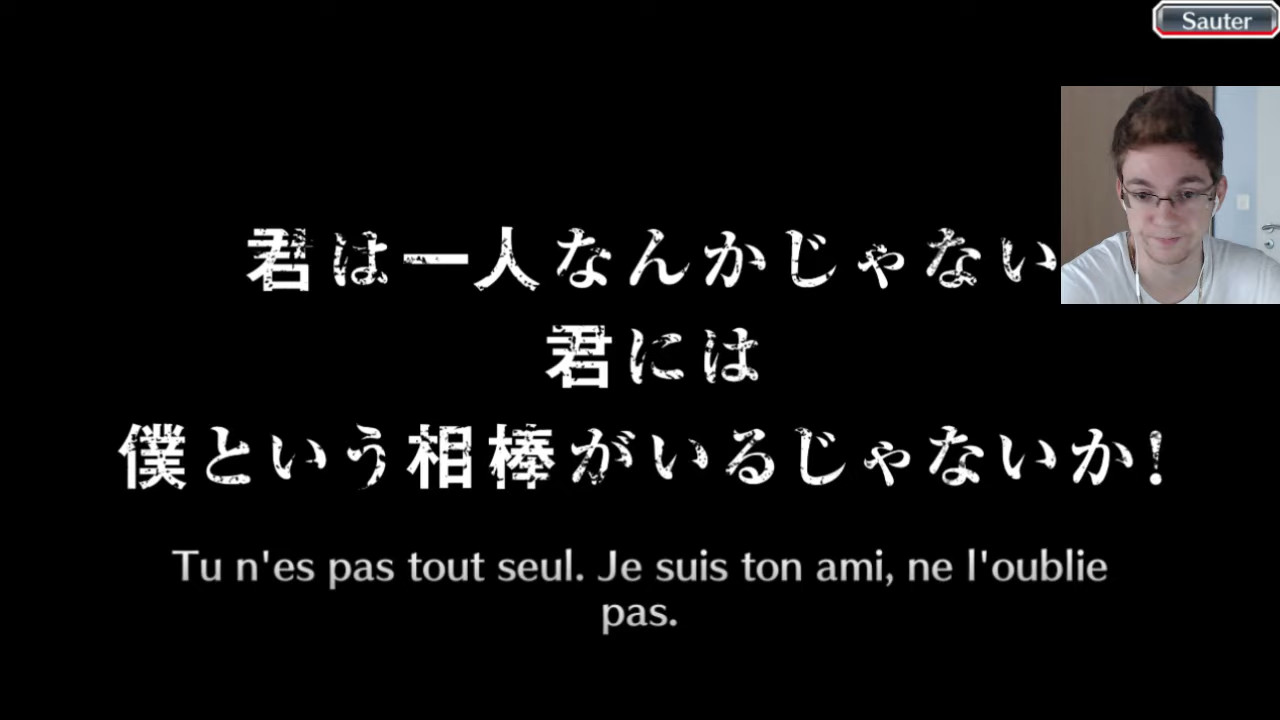 Sauter
君は一人なんかじゃない
君には
僕という相棒がいるじゃないか!
Tu n'es pas tout seul. Je suis ton ami, ne l'oublie
pas.